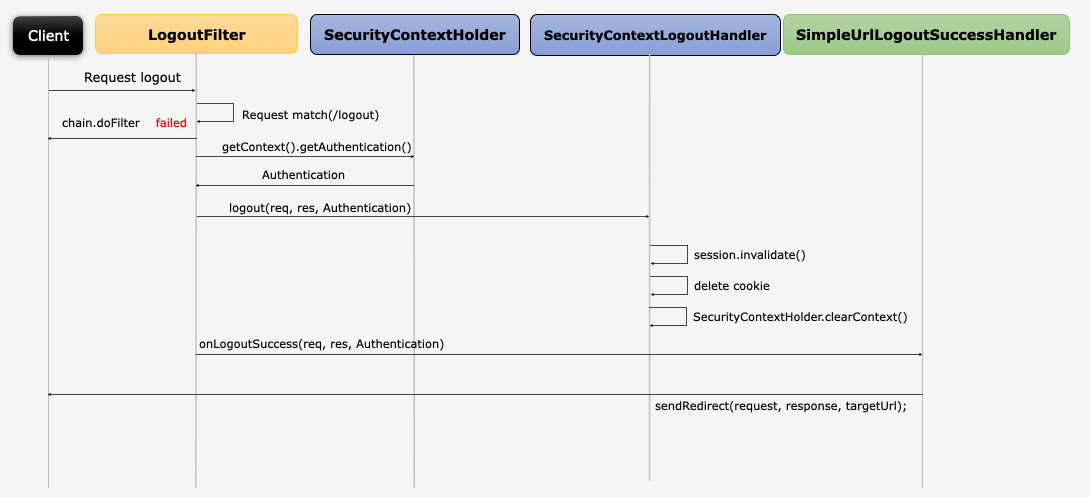 Client
LogoutFilter
SecurityContextHolder
SecurityContextLogoutHandler
SimpleUrlLogoutSuccessHandler
Request logout
Request match(/logout)
chain.doFilter failed
getContext().getAuthentication()
Authentication
logout(req, res, Authentication)
session.invalidate()
delete cookie
SecurityContextHolder.clearContext()
onLogoutSuccess(req, res, Authentication)
sendRedirect(request, response, targetUrl);